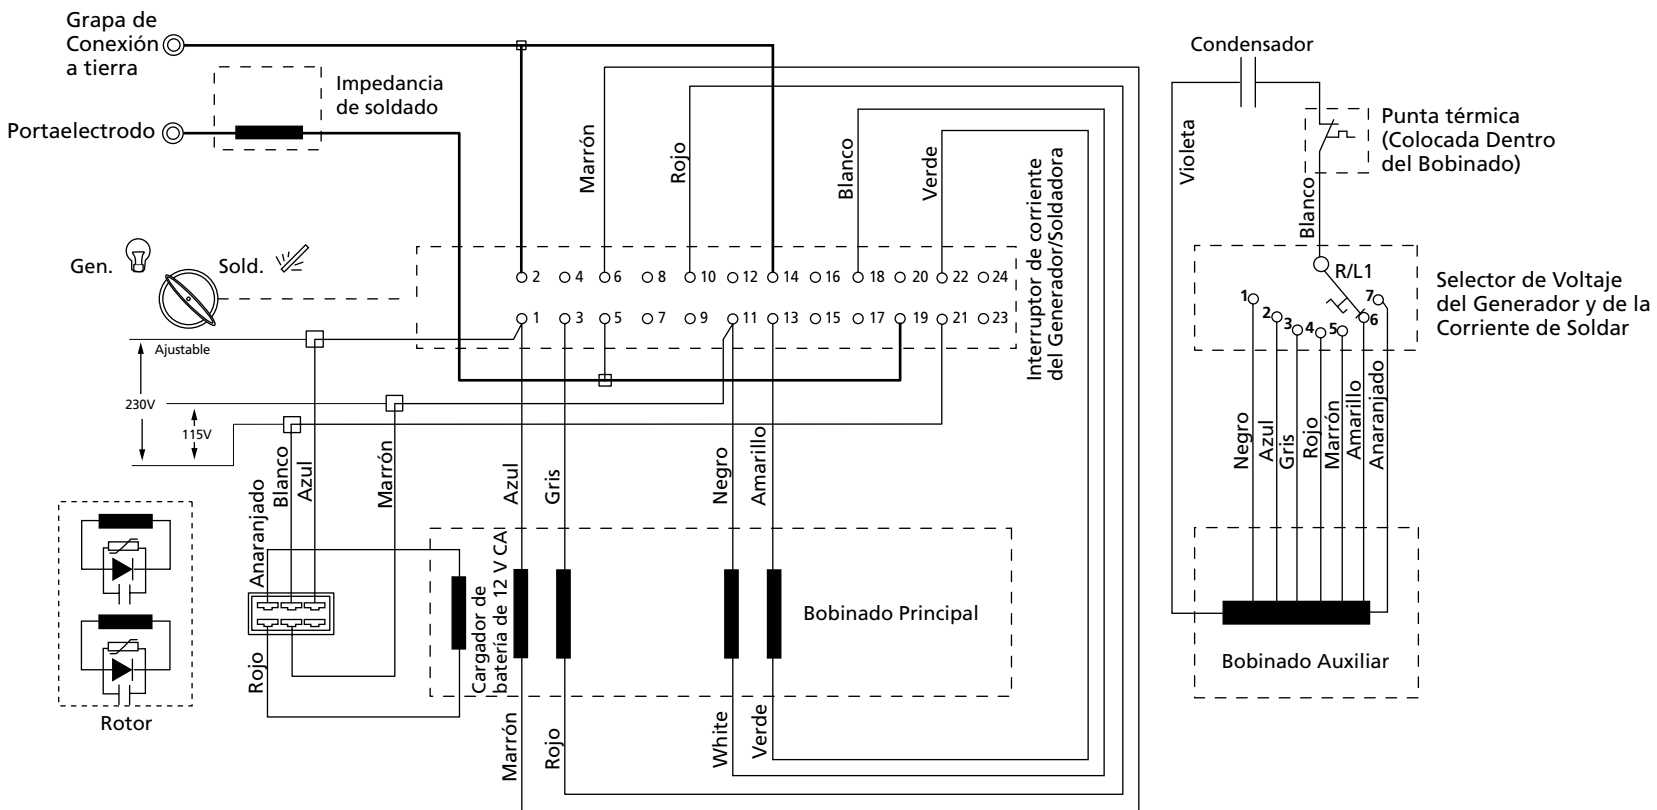 Grapa de
Conexión
a tierra
Portaelectrodo
Impedancia
de soldado
Marrón
Rojo
Blanco
Verde
Interruptor de corriente
del Generador/Soldadora
Gen.
Sold.
2 4 6 8 10 12 14 16 18 20 22 24
1 3 5 7 9 11 13 15 17 19 21 23
Ajustable
230V
115V
Anaranjado
Blanco
Azul
Marrón
Azul
Gris
Negro
Amarillo
Rojo
Cargador de
batería de 12 V CA
Bobinado Principal
Marrón
Rojo
White
Verde
Rotor
Condensador
Violeta
Punta térmica
(Colocada Dentro
del Bobinado)
Blanco
R/L1
1 2 3 4 5 6 7
Selector de Voltaje
del Generador y de la
Corriente de Soldar
Negro
Azul
Gris
Rojo
Marrón
Amarillo
Anaranjado
Bobinado Auxiliar